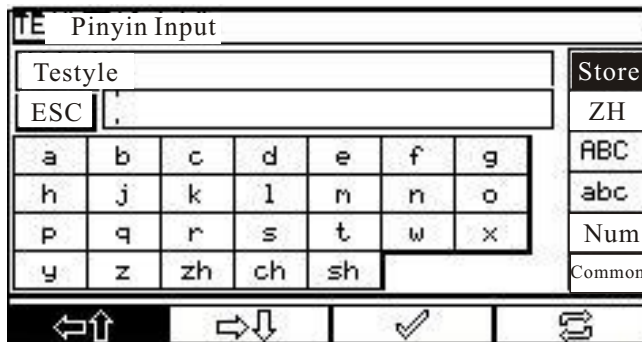 TE Pinyin Input
Testyle
Store
ESC :
ZH
a b c d e f g
ABC
h j k l m n o
abc
p q r s t w x
Num
y z zh ch sh
Common